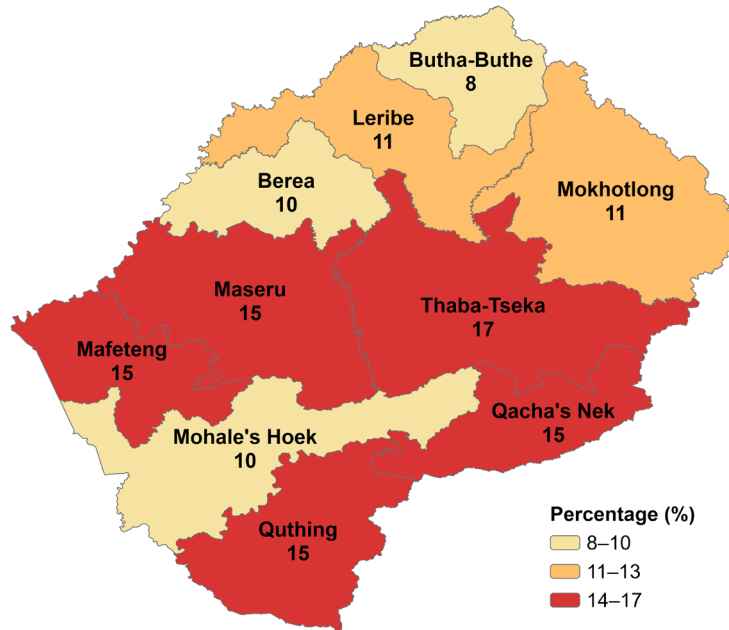 Butha-Buthe
8
Leribe
11
Berea
10
Mokhotlong
11
Maseru
15
Thaba-Tseka
17
Mafeteng
15
Qacha's Nek
15
Mohale's Hoek
10
Quthing
15
Percentage (%)
8–10
11–13
14–17